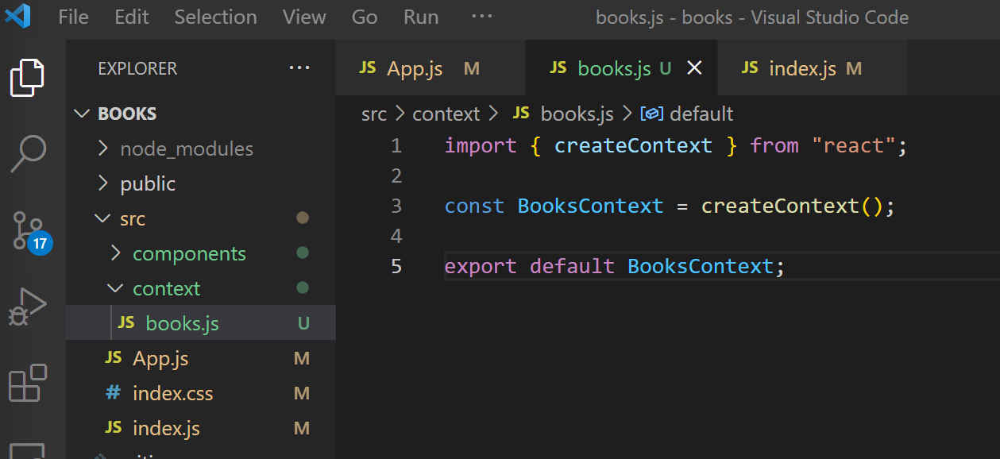 File Edit Selection View Go Run ··· books.js - books - Visual Studio Code
EXPLORER ···
JS App.js M JS books.js U JS index.js M
src > context > JS books.js > default
BOOKS
node_modules
public
src
components
context
JS books.js U
JS App.js M
# index.css M
JS index.js M
17
1 import { createContext } from "react";
2
3 const BooksContext = createContext();
4
5 export default BooksContext;